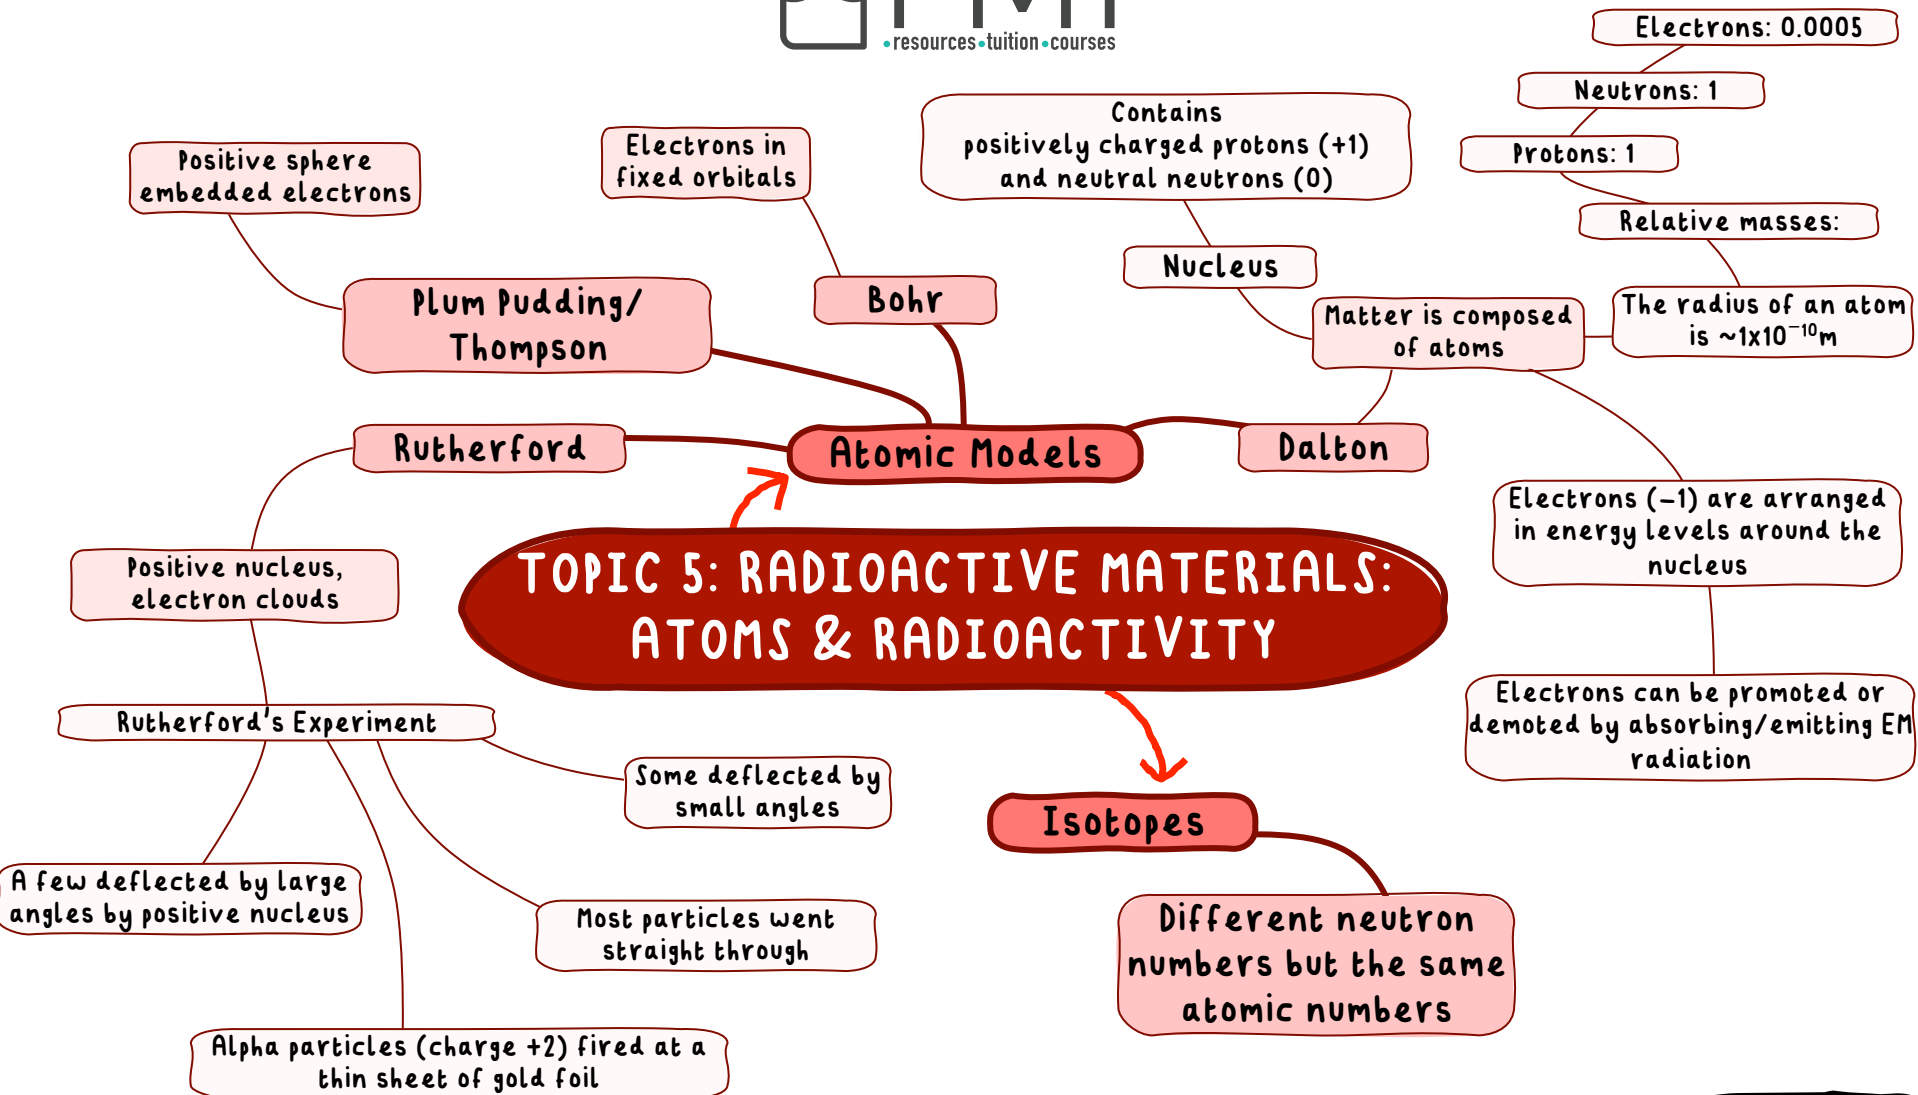 •resources•tuition•courses
Electrons: 0.0005
Neutrons: 1
Protons: 1
Relative masses:
The radius of an atom
is ~1x10⁻¹⁰m
Contains
positively charged protons (+1)
and neutral neutrons (0)
Nucleus
Matter is composed
of atoms
Dalton
Electrons (-1) are arranged
in energy levels around the
nucleus
Electrons can be promoted or
demoted by absorbing/emitting EM
radiation
Electrons in
fixed orbitals
Bohr
Positive sphere
embedded electrons
Plum Pudding/
Thompson
Rutherford
Atomic Models
TOPIC 5: RADIOACTIVE MATERIALS:
ATOMS & RADIOACTIVITY
Positive nucleus,
electron clouds
Rutherford's Experiment
Some deflected by
small angles
A few deflected by large
angles by positive nucleus
Most particles went
straight through
Alpha particles (charge +2) fired at a
thin sheet of gold foil
Isotopes
Different neutron
numbers but the same
atomic numbers